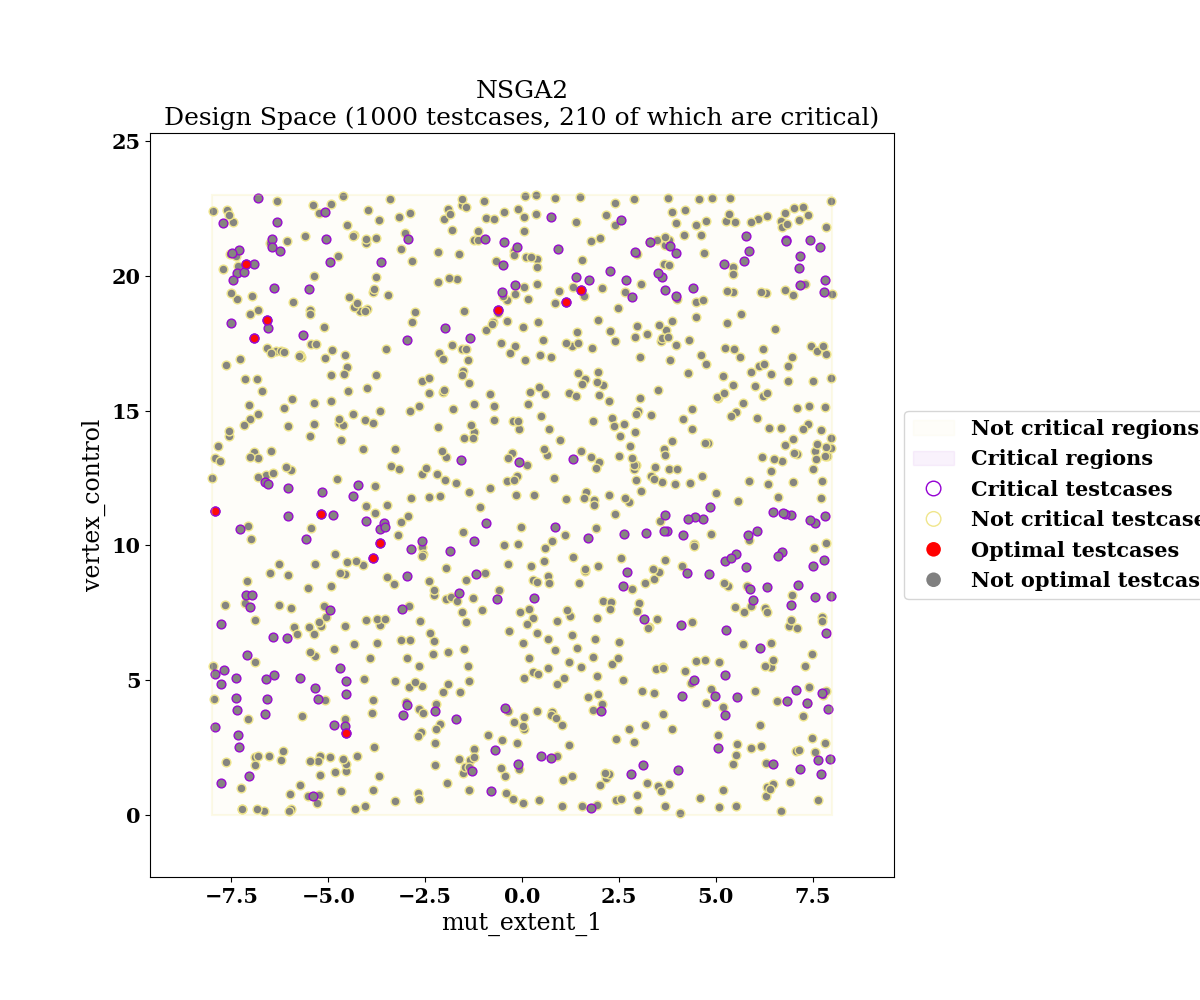 NSGA2
Design Space (1000 testcases, 210 of which are critical)
25
20
15
10
5
0
vertex_control
−7.5 −5.0 −2.5 0.0 2.5 5.0 7.5
mut_extent_1
Not critical regions
Critical regions
Critical testcases
Not critical testcase
Optimal testcases
Not optimal testcas